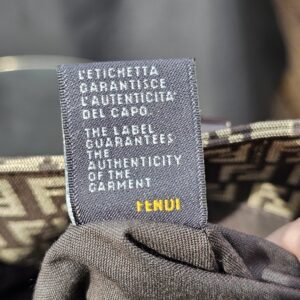 L'ETICHETTA
GARANTISCE
L'AUTENTICITA'
DEL CAPO.
THE LABEL
GUARANTEES
THE
AUTHENTICITY
OF THE
GARMENT
FENDI